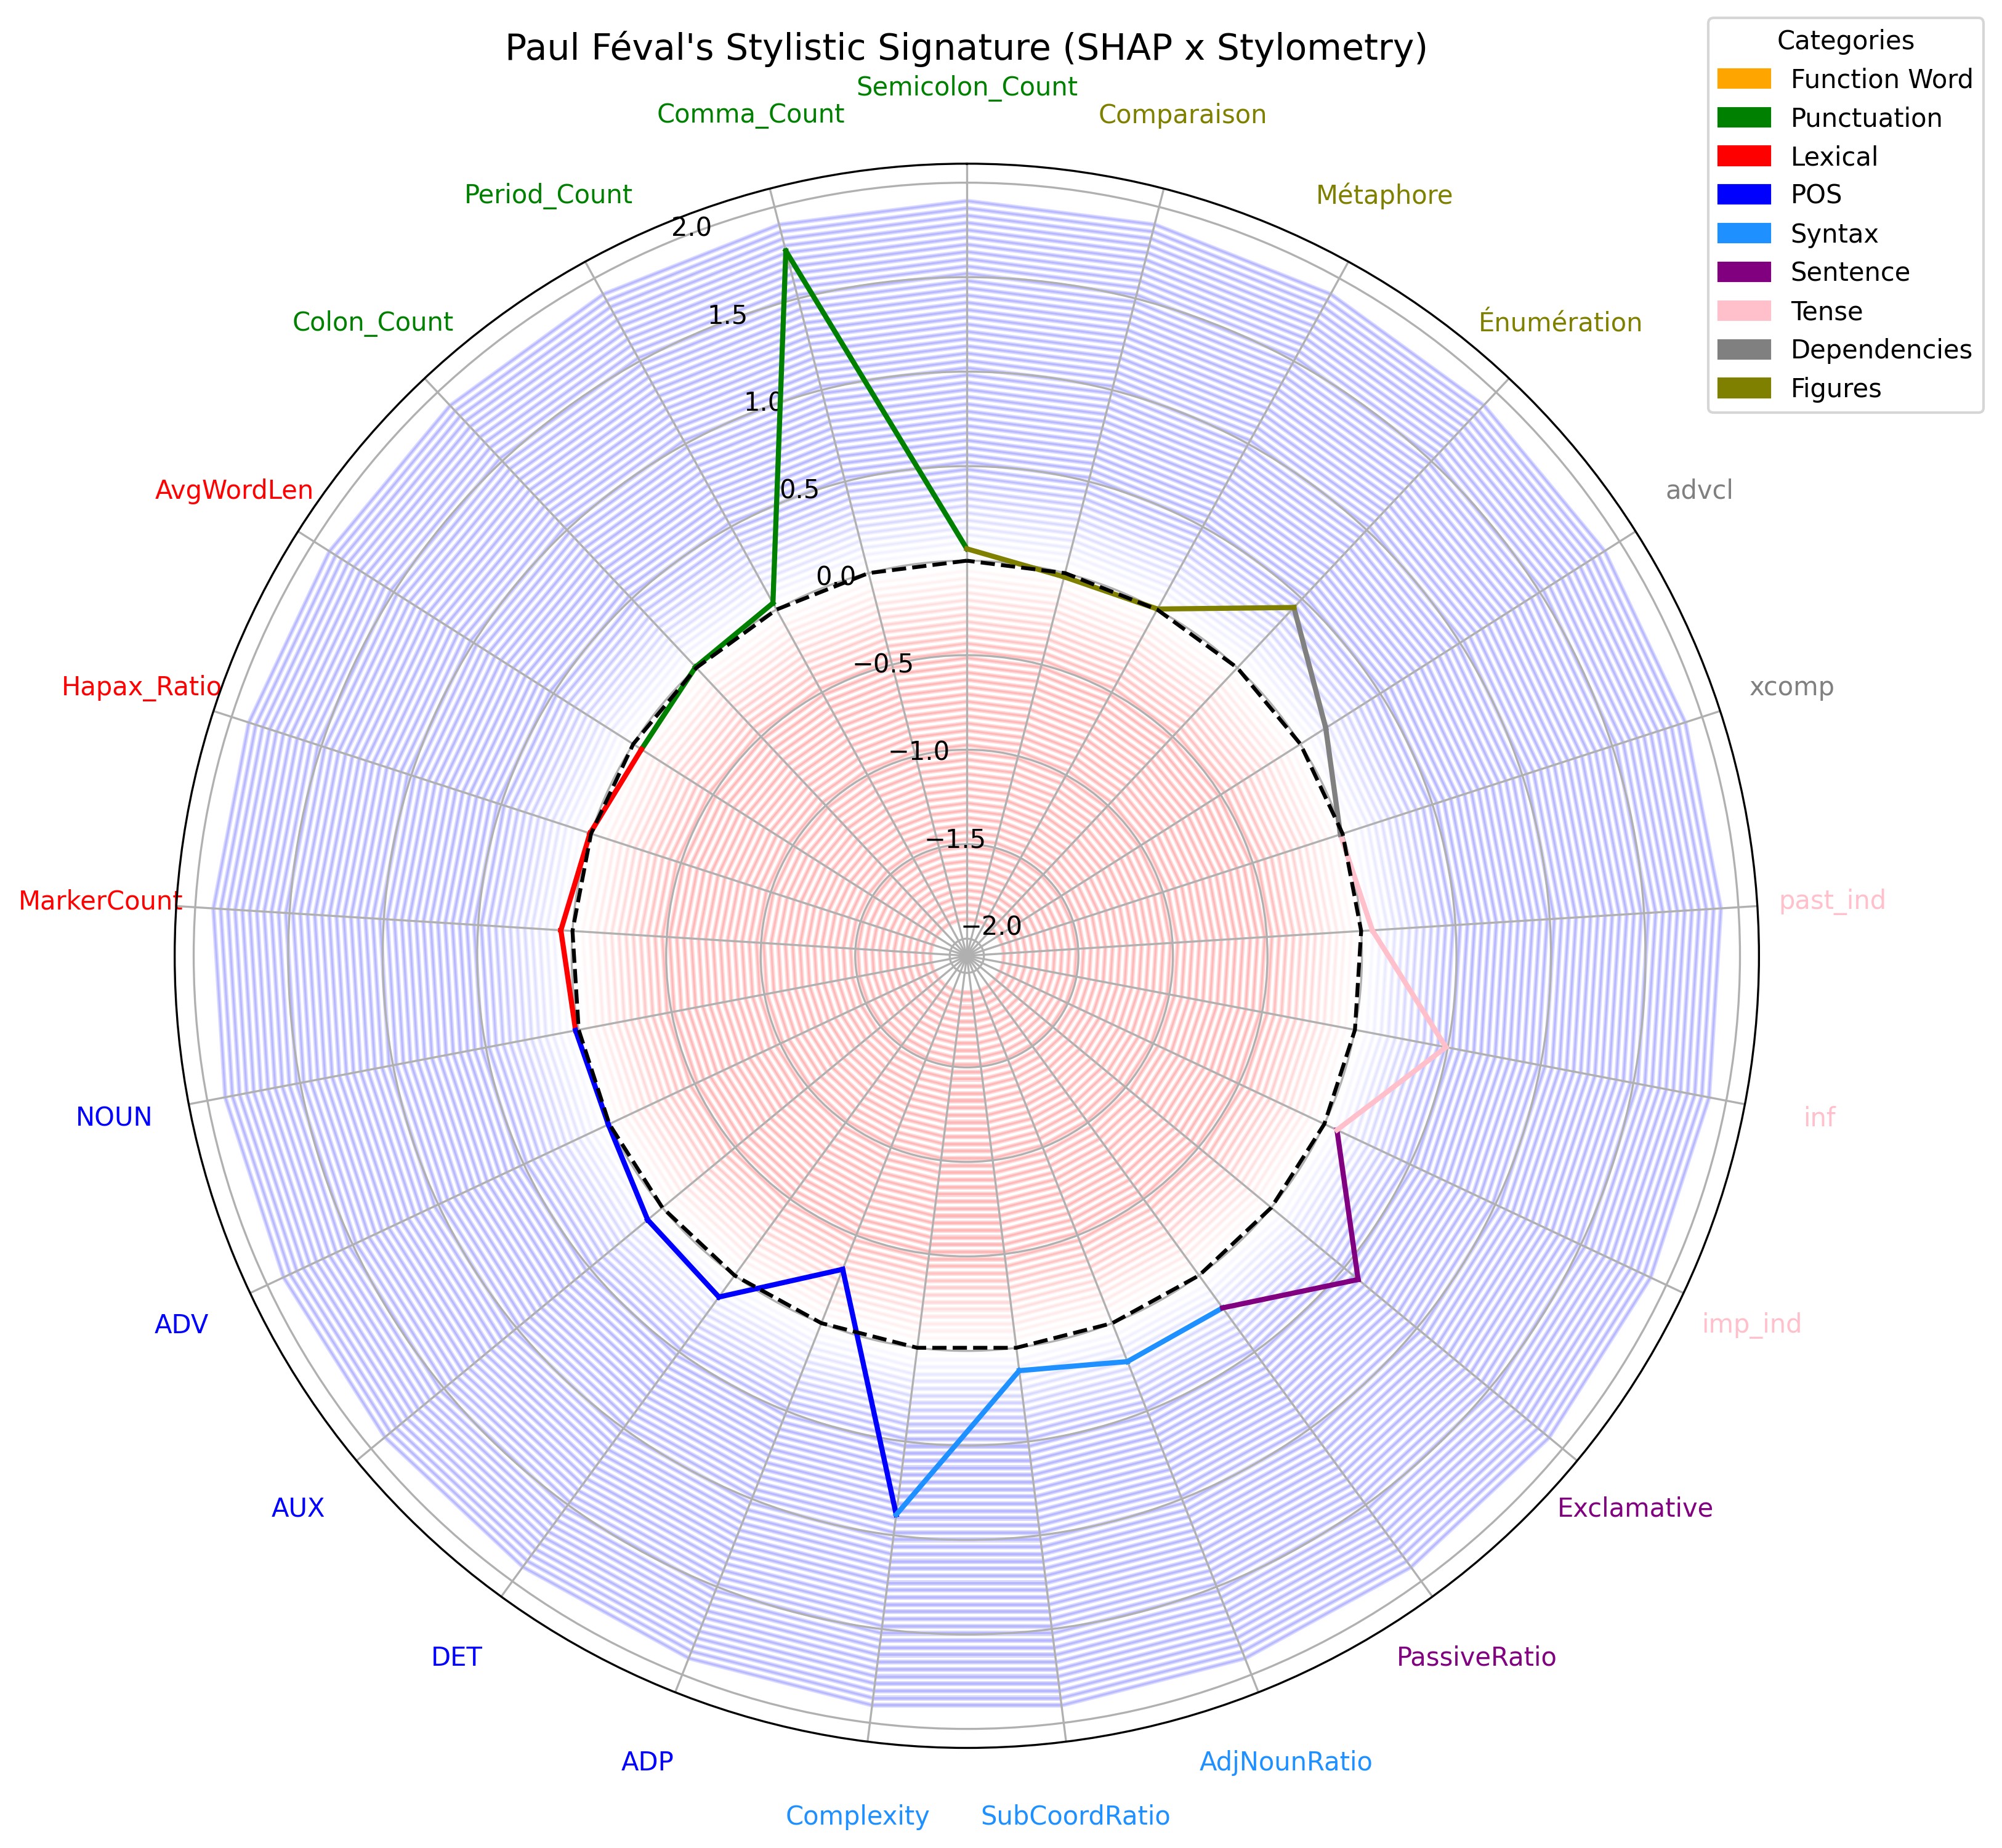 Paul Féval's Stylistic Signature (SHAP x Stylometry)
Categories
Function Word
Punctuation
Lexical
POS
Syntax
Sentence
Tense
Dependencies
Figures
Semicolon_Count
Comma_Count
Period_Count
Colon_Count
AvgWordLen
Hapax_Ratio
MarkerCount
NOUN
ADV
AUX
DET
ADP
Complexity
SubCoordRatio
AdjNounRatio
PassiveRatio
Exclamative
imp_ind
inf
past_ind
xcomp
advcl
Énumération
Métaphore
Comparaison
2.0
1.5
1.0
0.5
0.0
−0.5
−1.0
−1.5
−2.0